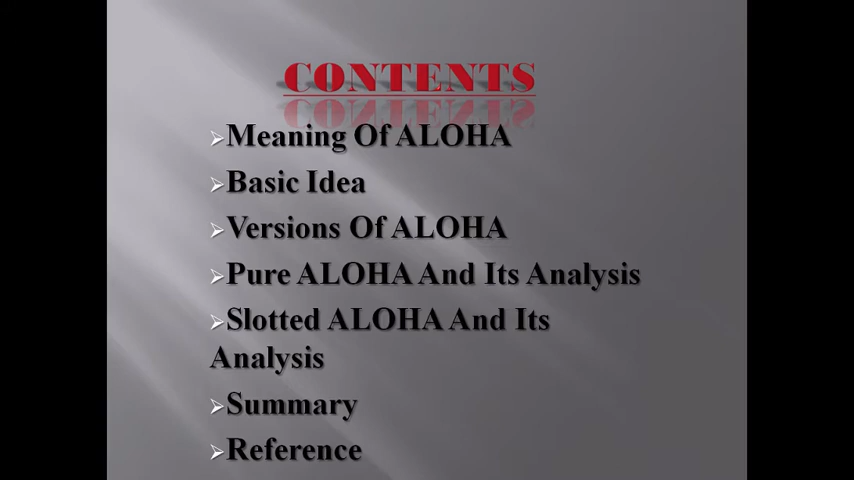 CONTENTS
➢Meaning Of ALOHA
➢Basic Idea
➢Versions Of ALOHA
➢Pure ALOHA And Its Analysis
➢Slotted ALOHA And Its
Analysis
➢Summary
➢Reference